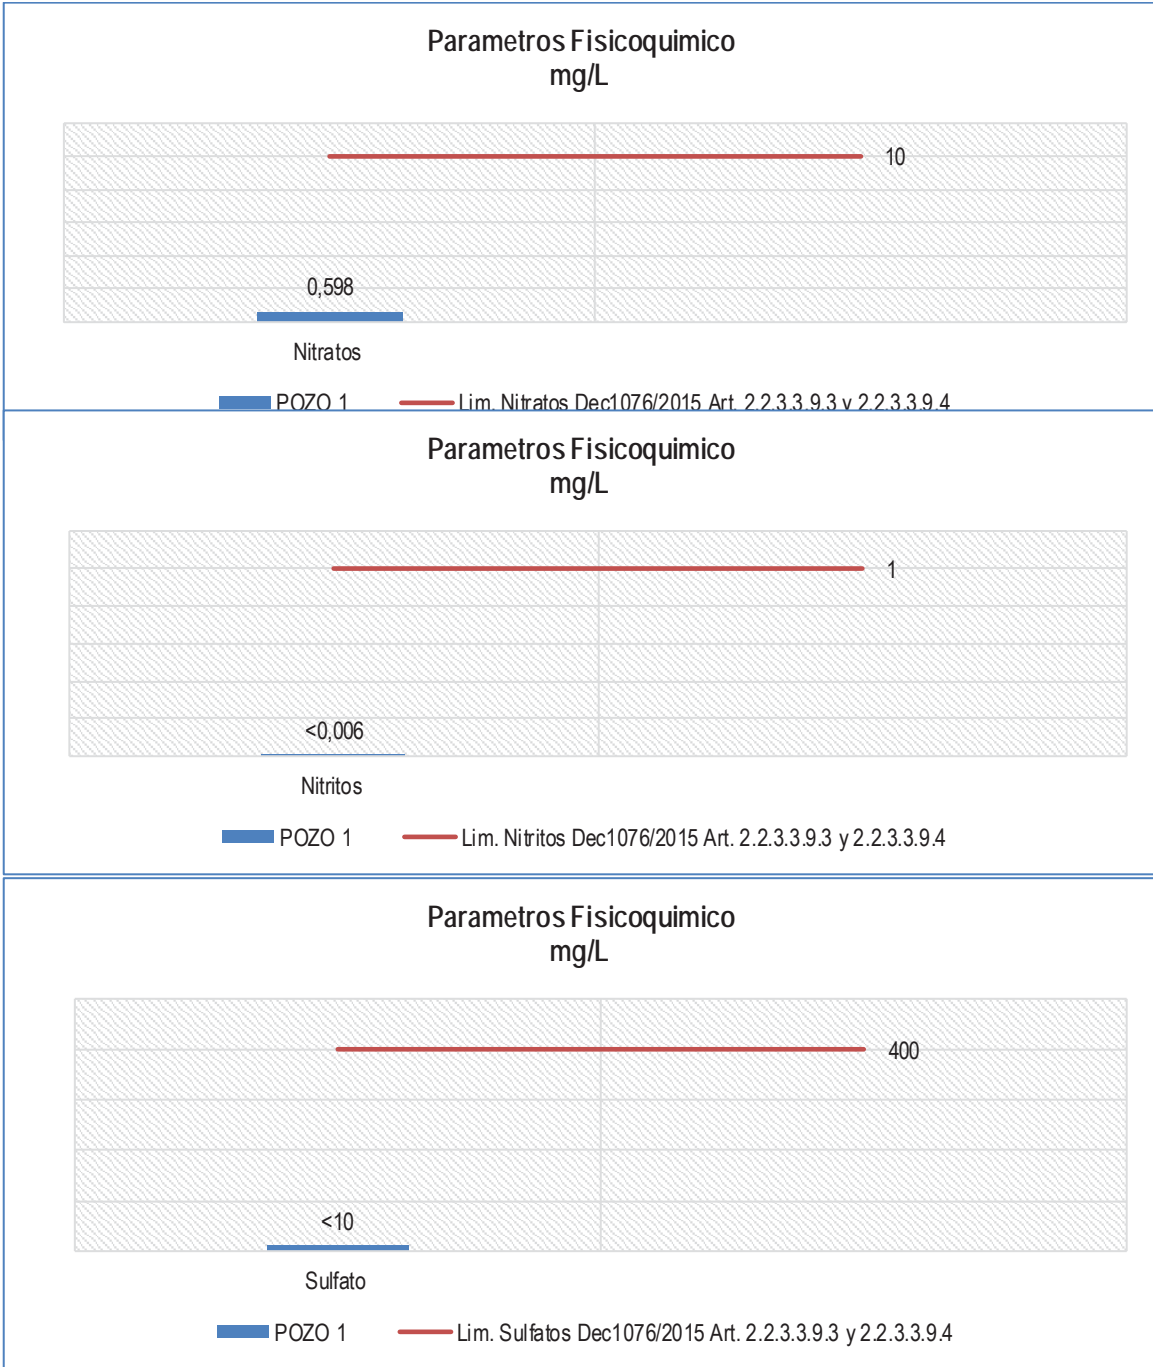 Parametros Fisicoquimico
mg/L
10
0,598
Nitratos
POZO 1 Lim. Nitratos Dec1076/2015 Art. 2.2.3.3.9.3 y 2.2.3.3.9.4
Parametros Fisicoquimico
mg/L
1
<0,006
Nitritos
POZO 1 Lim. Nitritos Dec1076/2015 Art. 2.2.3.3.9.3 y 2.2.3.3.9.4
Parametros Fisicoquimico
mg/L
400
<10
Sulfato
POZO 1 Lim. Sulfatos Dec1076/2015 Art. 2.2.3.3.9.3 y 2.2.3.3.9.4